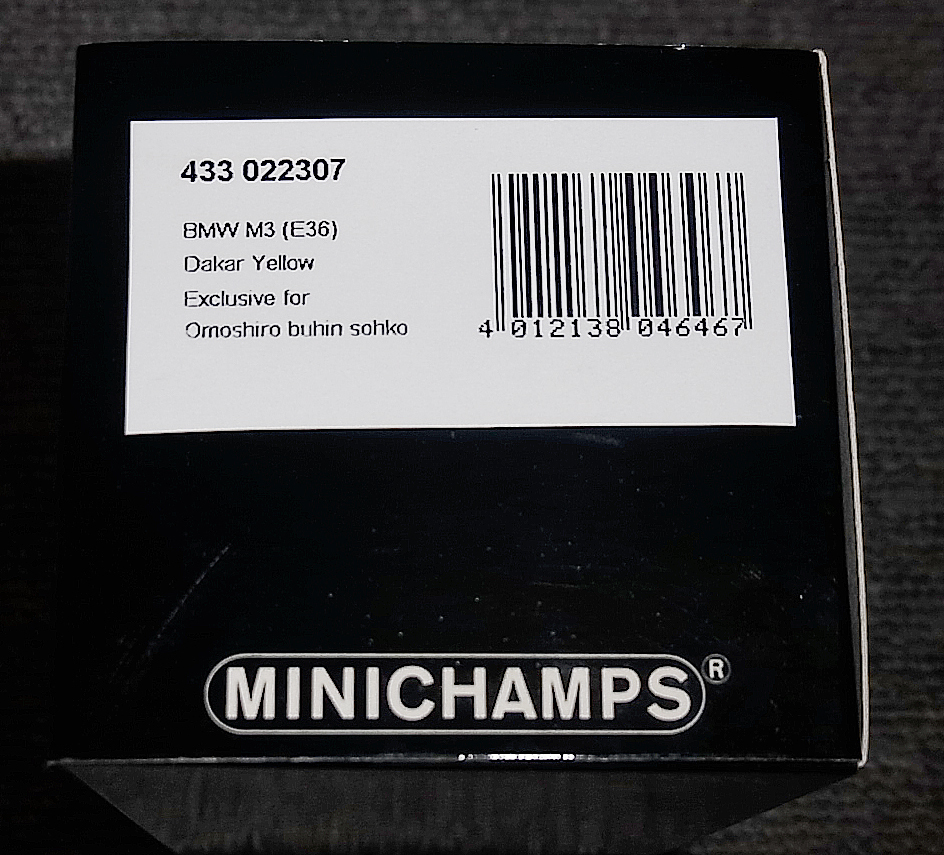 433 022307
BMW M3 (E36)
Dakar Yellow
Exclusive for
Omoshiro buhin sohko
4 012138 046467
MINICHAMPS®